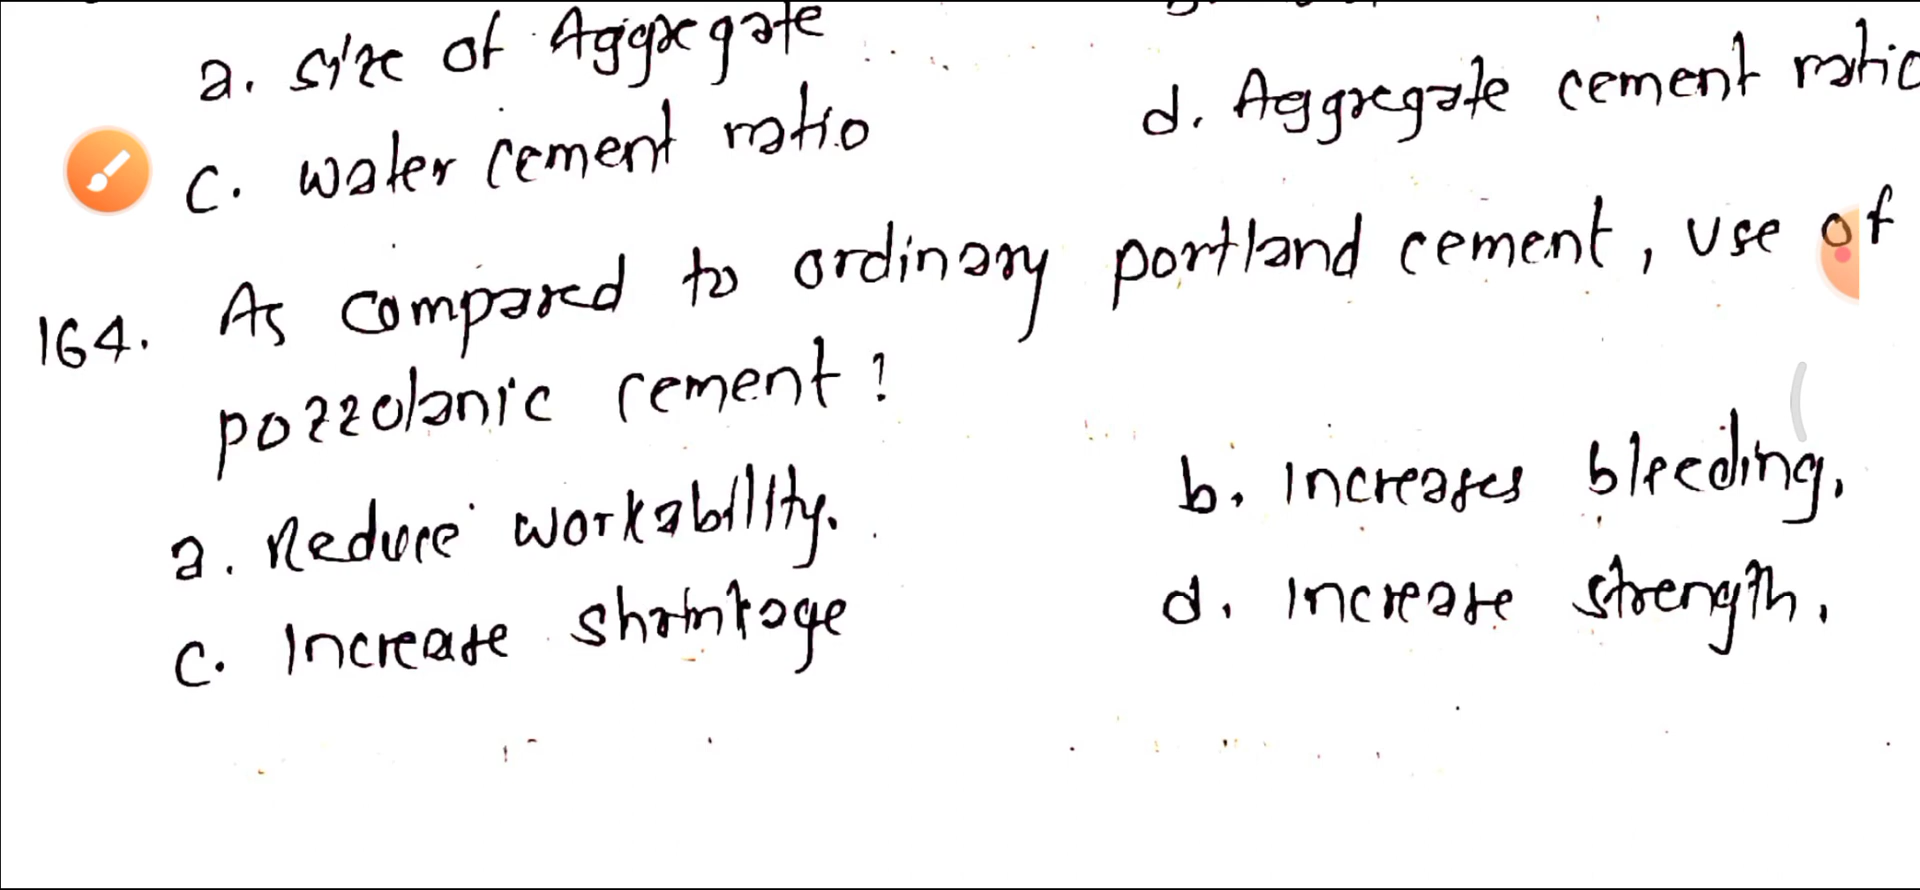 a. size of Aggregate
c. water cement ratio
d. Aggregate cement ratio
164. As compared to ordinary portland cement, use of
pozzolanic cement?
a. Reduce workability.
b. increases bleeding.
c. Increase shrinkage
d. Increase strength.